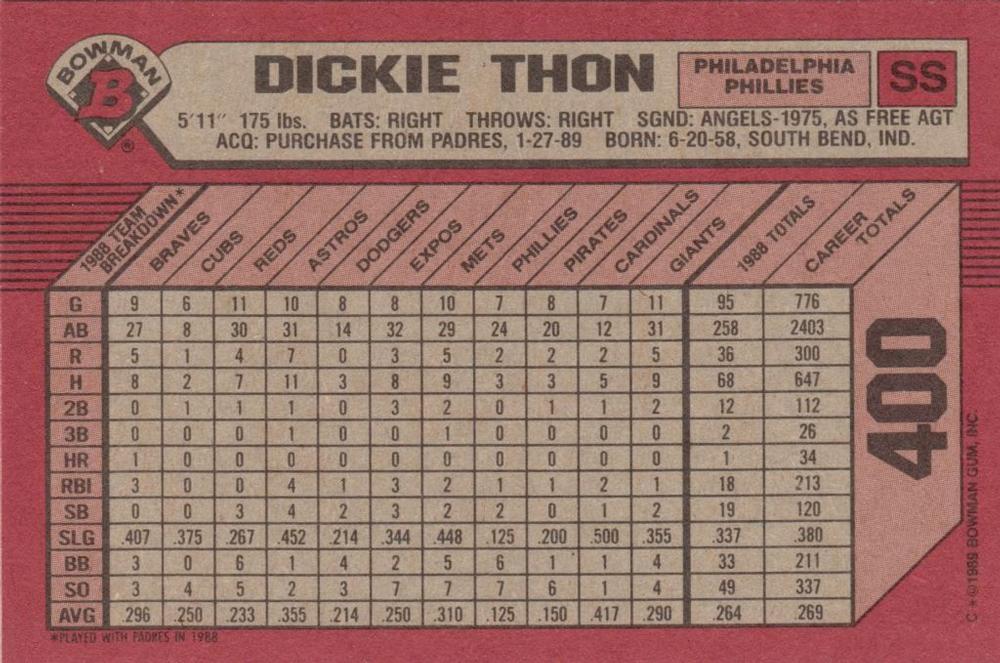 BOWMAN
B
®
DICKIE THON
PHILADELPHIA
PHILLIES
SS
5'11" 175 lbs. BATS: RIGHT THROWS: RIGHT SGND: ANGELS-1975, AS FREE AGT
ACQ: PURCHASE FROM PADRES, 1-27-89 BORN: 6-20-58, SOUTH BEND, IND.
1988 TEAM BREAKDOWN* BRAVES CUBS REDS ASTROS DODGERS EXPOS METS PHILLIES PIRATES CARDINALS GIANTS 1988 TOTALS CAREER TOTALS
G 9 6 11 10 8 8 10 7 8 7 11 95 776
AB 27 8 30 31 14 32 29 24 20 12 31 258 2403
R 5 1 4 7 0 3 5 2 2 2 5 36 300
H 8 2 7 11 3 8 9 3 3 5 9 68 647
2B 0 1 1 1 0 3 2 0 1 1 2 12 112
3B 0 0 0 1 0 0 1 0 0 0 0 2 26
HR 1 0 0 0 0 0 0 0 0 0 0 1 34
RBI 3 0 0 4 1 3 2 1 1 2 1 18 213
SB 0 0 3 4 2 3 2 2 0 1 2 19 120
SLG .407 .375 .267 .452 .214 .344 .448 .125 .200 .500 .355 .337 .380
BB 3 0 6 1 4 2 5 6 1 1 4 33 211
SO 3 4 5 2 3 7 7 7 6 1 4 49 337
AVG .296 .250 .233 .355 .214 .250 .310 .125 .150 .417 .290 .264 .269
*PLAYED WITH PADRES IN 1988
400
C*©1989 BOWMAN GUM, INC.